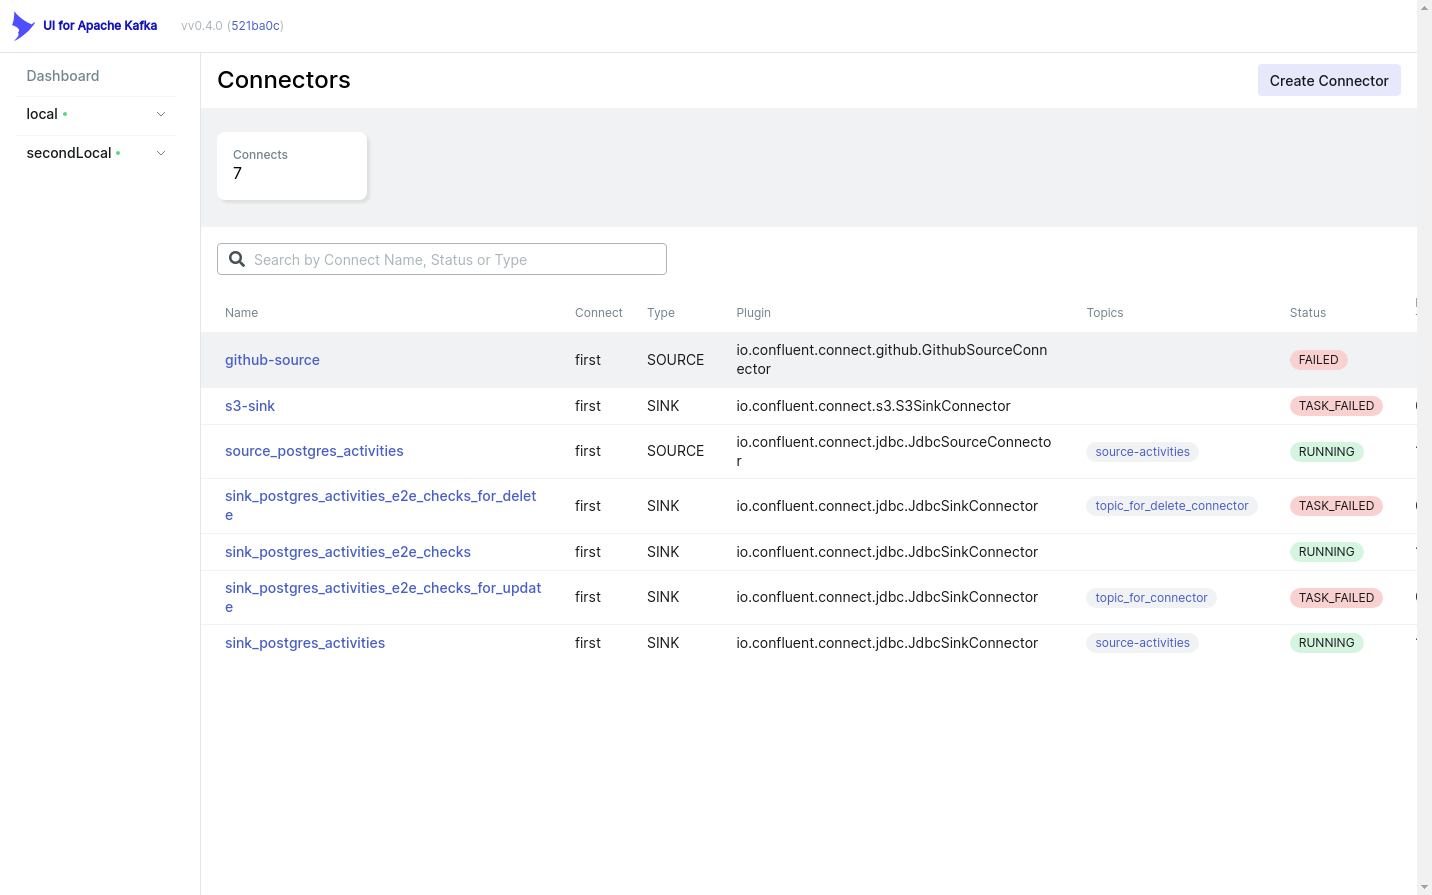 UI for Apache Kafka vv0.4.0 (521ba0c)
Dashboard
local
secondLocal
Connectors
Create Connector
Connects
7
Search by Connect Name, Status or Type
Name Connect Type Plugin Topics Status
github-source first SOURCE io.confluent.connect.github.GithubSourceConn
ector FAILED
s3-sink first SINK io.confluent.connect.s3.S3SinkConnector TASK_FAILED
source_postgres_activities first SOURCE io.confluent.connect.jdbc.JdbcSourceConnecto
r source-activities RUNNING
sink_postgres_activities_e2e_checks_for_delet
e first SINK io.confluent.connect.jdbc.JdbcSinkConnector topic_for_delete_connector TASK_FAILED
sink_postgres_activities_e2e_checks first SINK io.confluent.connect.jdbc.JdbcSinkConnector RUNNING
sink_postgres_activities_e2e_checks_for_updat
e first SINK io.confluent.connect.jdbc.JdbcSinkConnector topic_for_connector TASK_FAILED
sink_postgres_activities first SINK io.confluent.connect.jdbc.JdbcSinkConnector source-activities RUNNING